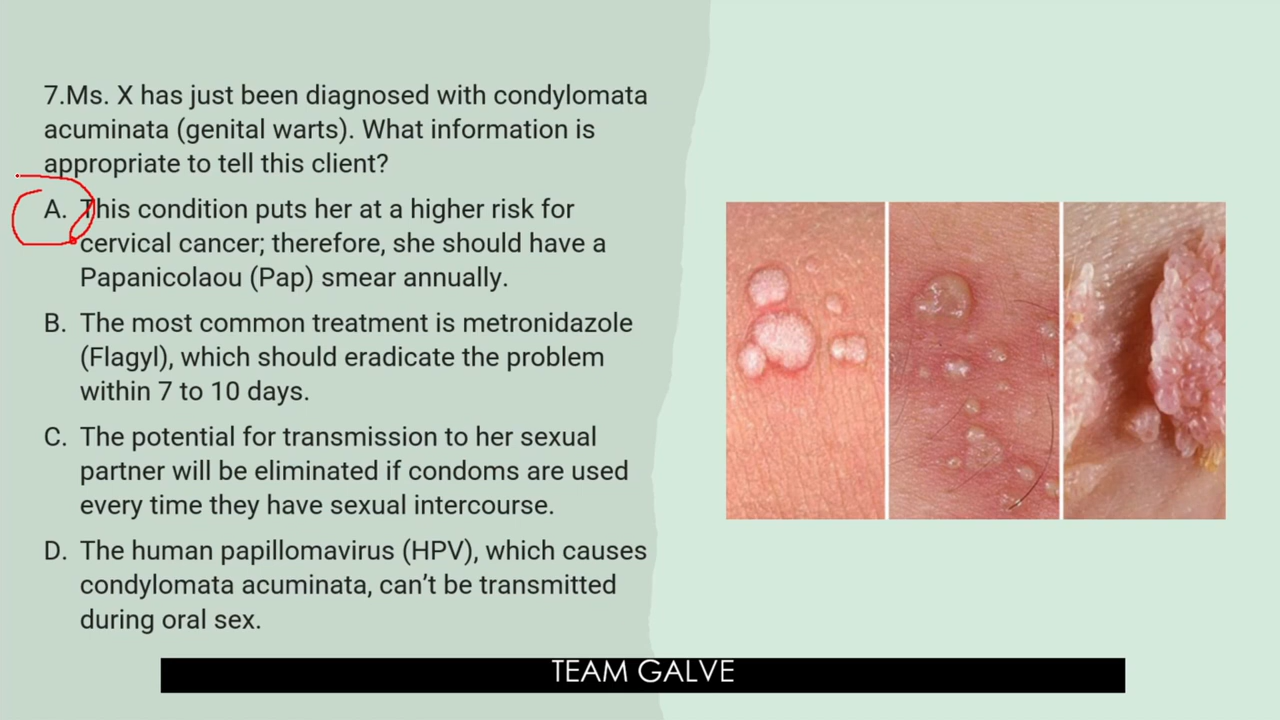 7.Ms. X has just been diagnosed with condylomata
acuminata (genital warts). What information is
appropriate to tell this client?
A. This condition puts her at a higher risk for
cervical cancer; therefore, she should have a
Papanicolaou (Pap) smear annually.
B. The most common treatment is metronidazole
(Flagyl), which should eradicate the problem
within 7 to 10 days.
C. The potential for transmission to her sexual
partner will be eliminated if condoms are used
every time they have sexual intercourse.
D. The human papillomavirus (HPV), which causes
condylomata acuminata, can’t be transmitted
during oral sex.
TEAM GALVE